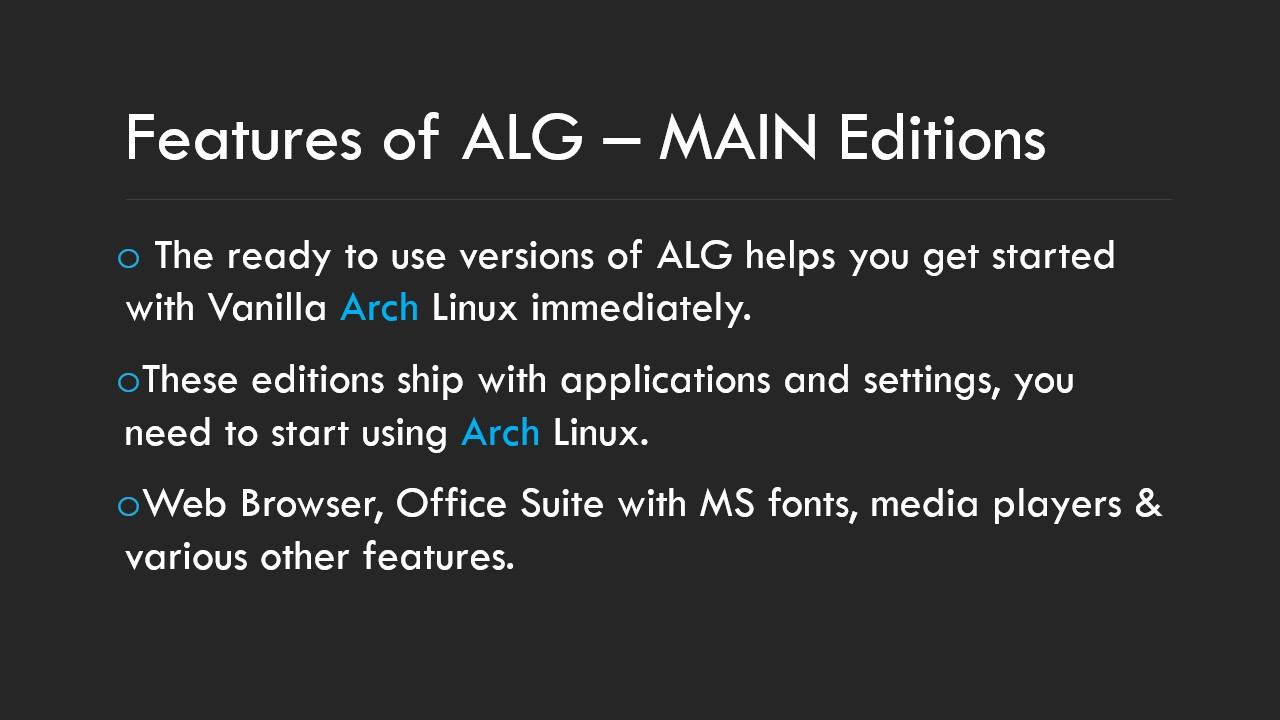 Features of ALG – MAIN Editions
o The ready to use versions of ALG helps you get started
with Vanilla Arch Linux immediately.
oThese editions ship with applications and settings, you
need to start using Arch Linux.
oWeb Browser, Office Suite with MS fonts, media players &
various other features.